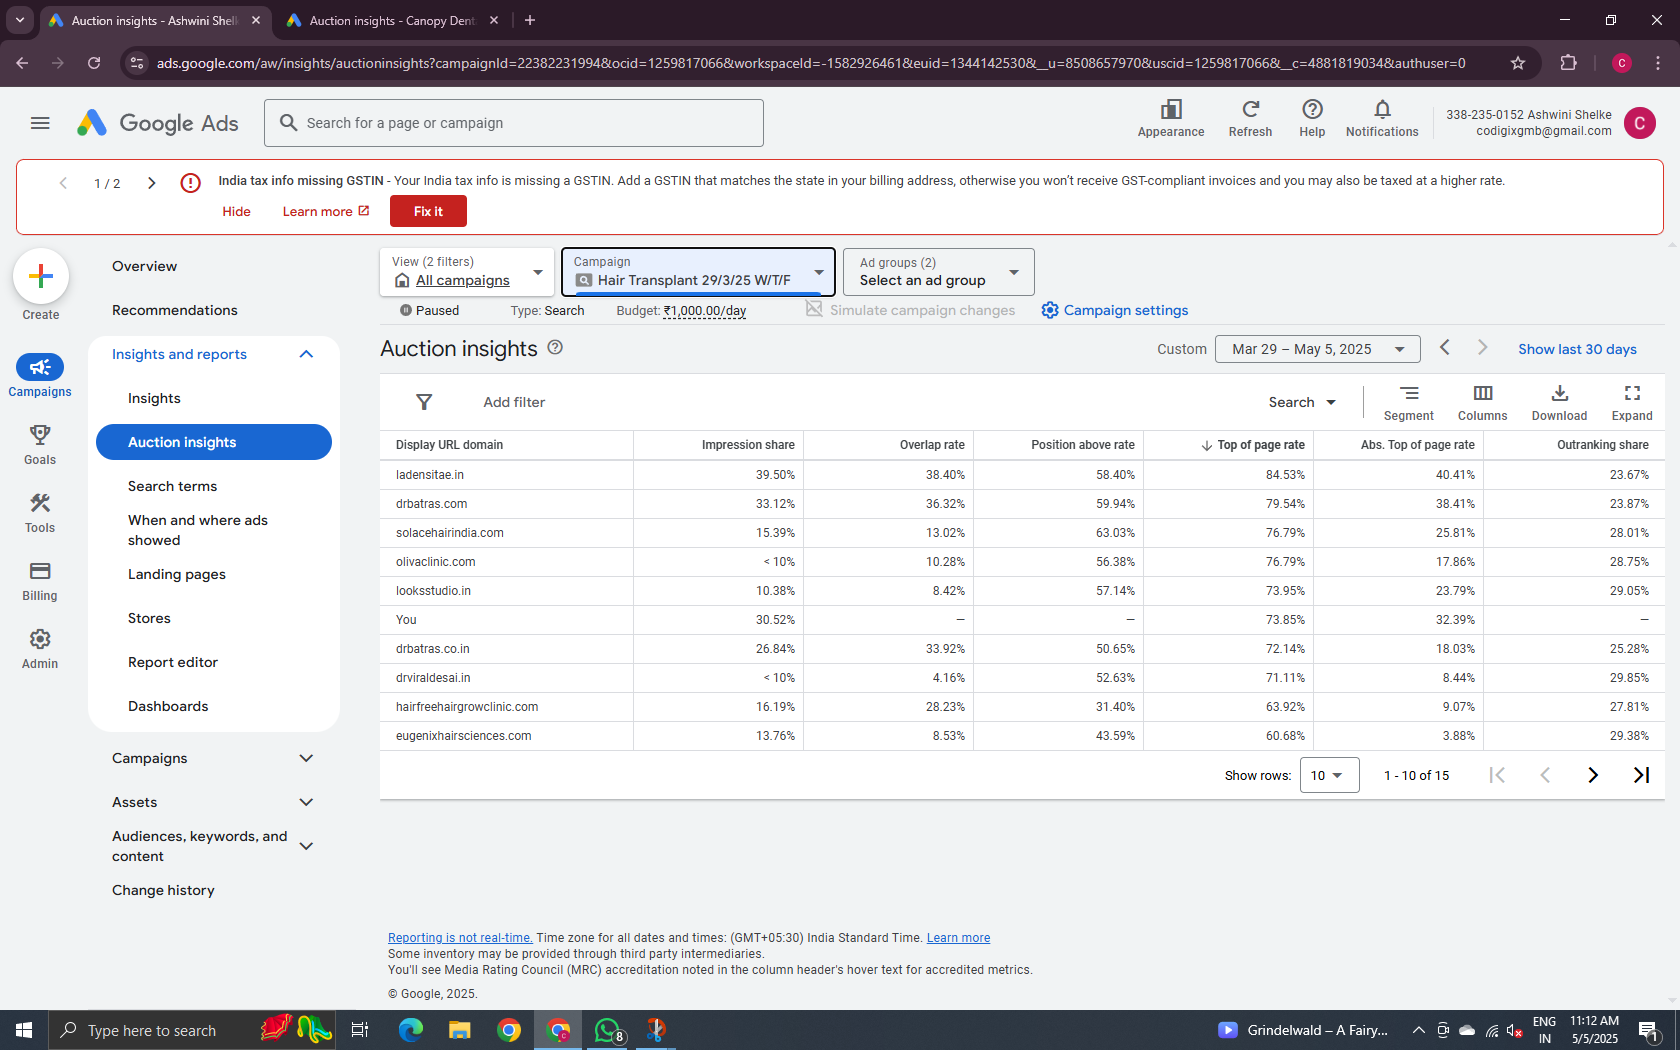 Auction insights - Ashwini Shelk
Auction insights - Canopy Dent
ads.google.com/aw/insights/auctioninsights?campaignId=22382231994&ocid=1259817066&workspaceId=-1582926461&euid=1344142530&__u=8508657970&uscid=1259817066&__c=4881819034&authuser=0
C
Google Ads
Search for a page or campaign
Appearance
Refresh
Help
Notifications
338-235-0152 Ashwini Shelke
codigixgmb@gmail.com
C
1 / 2
India tax info missing GSTIN - Your India tax info is missing a GSTIN. Add a GSTIN that matches the state in your billing address, otherwise you won't receive GST-compliant invoices and you may also be taxed at a higher rate.
Hide
Learn more
Fix it
Create
Campaigns
Goals
Tools
Billing
Admin
Overview
Recommendations
Insights and reports
Insights
Auction insights
Search terms
When and where ads
showed
Landing pages
Stores
Report editor
Dashboards
Campaigns
Assets
Audiences, keywords, and
content
Change history
View (2 filters)
All campaigns
Campaign
Hair Transplant 29/3/25 W/T/F
Ad groups (2)
Select an ad group
Paused
Type: Search
Budget: ₹1,000.00/day
Simulate campaign changes
Campaign settings
Auction insights
Custom
Mar 29 – May 5, 2025
Show last 30 days
Add filter
Search
Segment
Columns
Download
Expand
Display URL domain Impression share Overlap rate Position above rate Top of page rate Abs. Top of page rate Outranking share
ladensitae.in 39.50% 38.40% 58.40% 84.53% 40.41% 23.67%
drbatras.com 33.12% 36.32% 59.94% 79.54% 38.41% 23.87%
solacehairindia.com 15.39% 13.02% 63.03% 76.79% 25.81% 28.01%
olivaclinic.com < 10% 10.28% 56.38% 76.79% 17.86% 28.75%
looksstudio.in 10.38% 8.42% 57.14% 73.95% 23.79% 29.05%
You 30.52% — — 73.85% 32.39% —
drbatras.co.in 26.84% 33.92% 50.65% 72.14% 18.03% 25.28%
drviraldesai.in < 10% 4.16% 52.63% 71.11% 8.44% 29.85%
hairfreehairgrowclinic.com 16.19% 28.23% 31.40% 63.92% 9.07% 27.81%
eugenixhairsciences.com 13.76% 8.53% 43.59% 60.68% 3.88% 29.38%
Show rows: 10 1 - 10 of 15
Reporting is not real-time. Time zone for all dates and times: (GMT+05:30) India Standard Time. Learn more
Some inventory may be provided through third party intermediaries.
You'll see Media Rating Council (MRC) accreditation noted in the column header's hover text for accredited metrics.
© Google, 2025.
Type here to search
8
Grindelwald – A Fairy...
ENG
IN
11:12 AM
5/5/2025
1